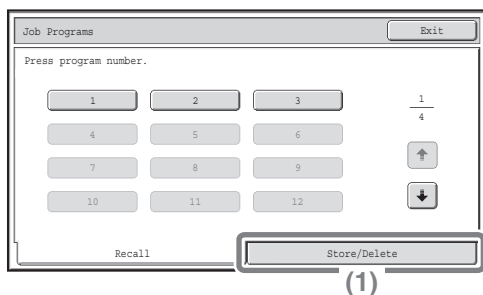 Job Programs Exit
Press program number.
1 2 3 1
4
4 5 6
7 8 9
10 11 12
Recall Store/Delete
(1)